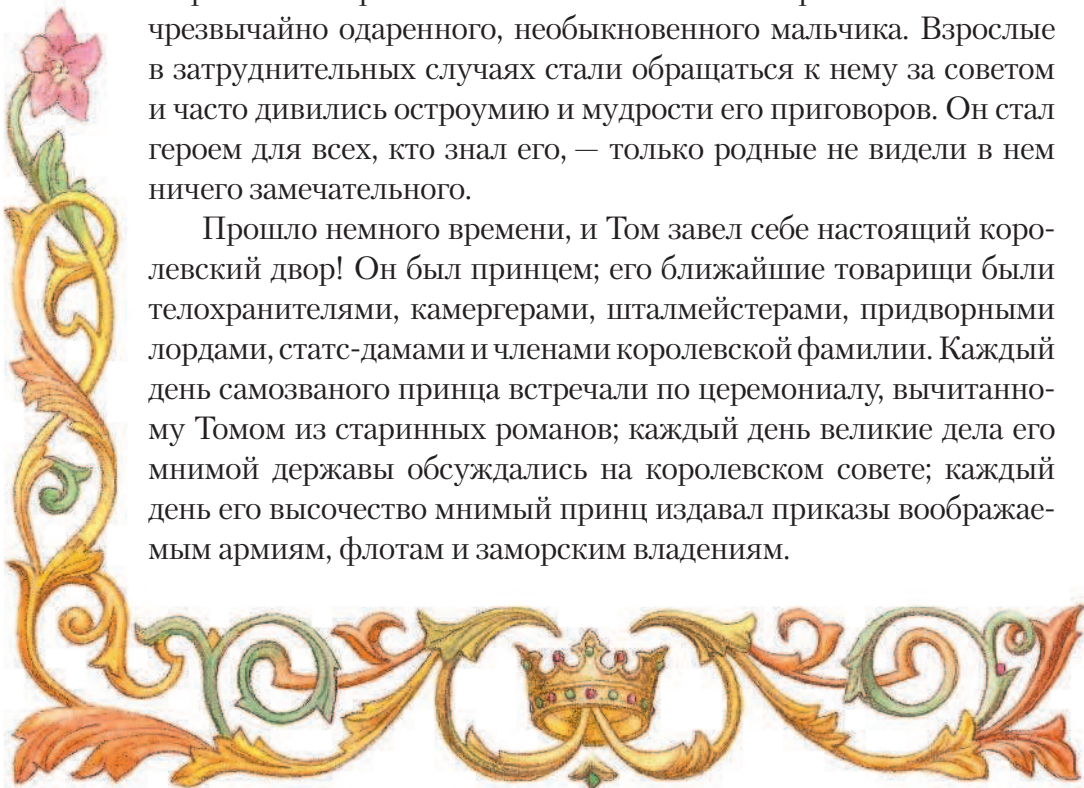 чрезвычайно одаренного, необыкновенного мальчика. Взрослые
в затруднительных случаях стали обращаться к нему за советом
и часто дивились остроумию и мудрости его приговоров. Он стал
героем для всех, кто знал его, — только родные не видели в нем
ничего замечательного.
Прошло немного времени, и Том завел себе настоящий коро-
левский двор! Он был принцем; его ближайшие товарищи были
телохранителями, камергерами, шталмейстерами, придворными
лордами, статс-дамами и членами королевской фамилии. Каждый
день самозваного принца встречали по церемониалу, вычитанно-
му Томом из старинных романов; каждый день великие дела его
мнимой державы обсуждались на королевском совете; каждый
день его высочество мнимый принц издавал приказы воображае-
мым армиям, флотам и заморским владениям.